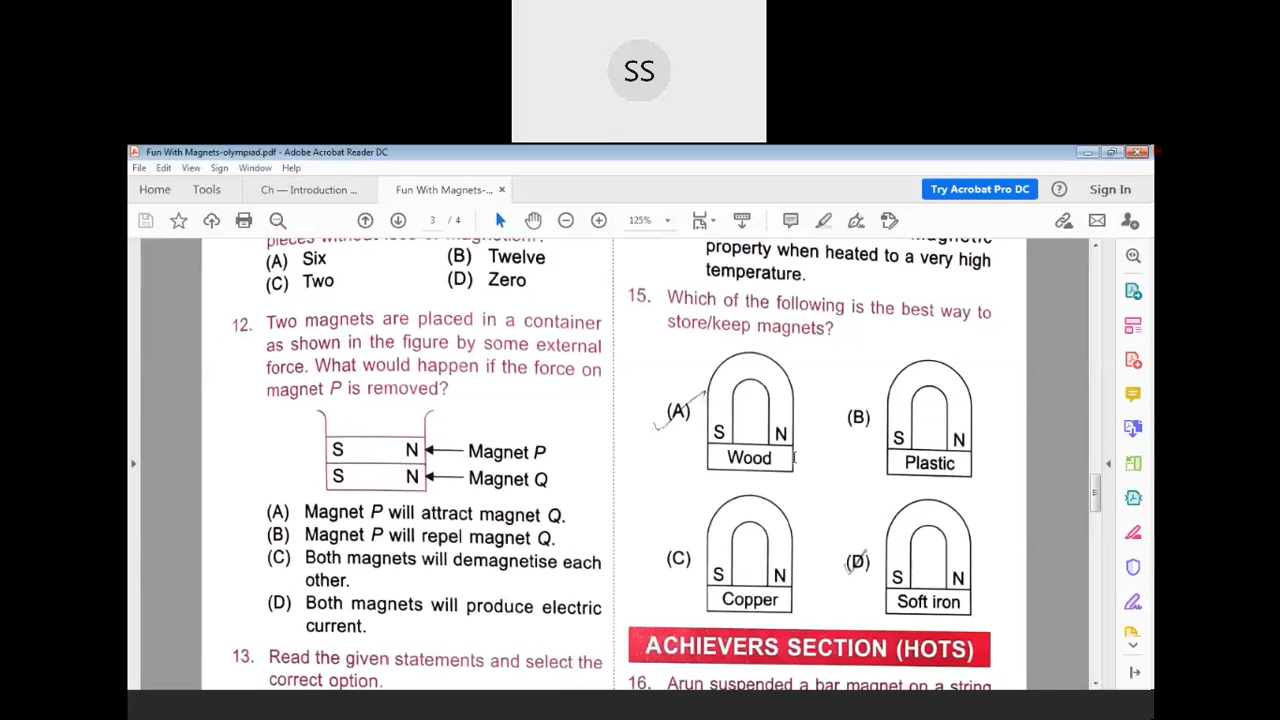 SS
Fun With Magnets-olympiad.pdf - Adobe Acrobat Reader DC
File Edit View Sign Window Help
Home Tools Ch — Introduction ... Fun With Magnets-... × Try Acrobat Pro DC ? Sign In
3 / 4 125%
(A) Six (B) Twelve
(C) Two (D) Zero
12. Two magnets are placed in a container
as shown in the figure by some external
force. What would happen if the force on
magnet P is removed?
S N Magnet P
S N Magnet Q
(A) Magnet P will attract magnet Q.
(B) Magnet P will repel magnet Q.
(C) Both magnets will demagnetise each
other.
(D) Both magnets will produce electric
current.
13. Read the given statements and select the
correct option.
property when heated to a very high
temperature.
15. Which of the following is the best way to
store/keep magnets?
(A) S N Wood
(B) S N Plastic
(C) S N Copper
(D) S N Soft iron
ACHIEVERS SECTION (HOTS)
16. Arun suspended a bar magnet on a string